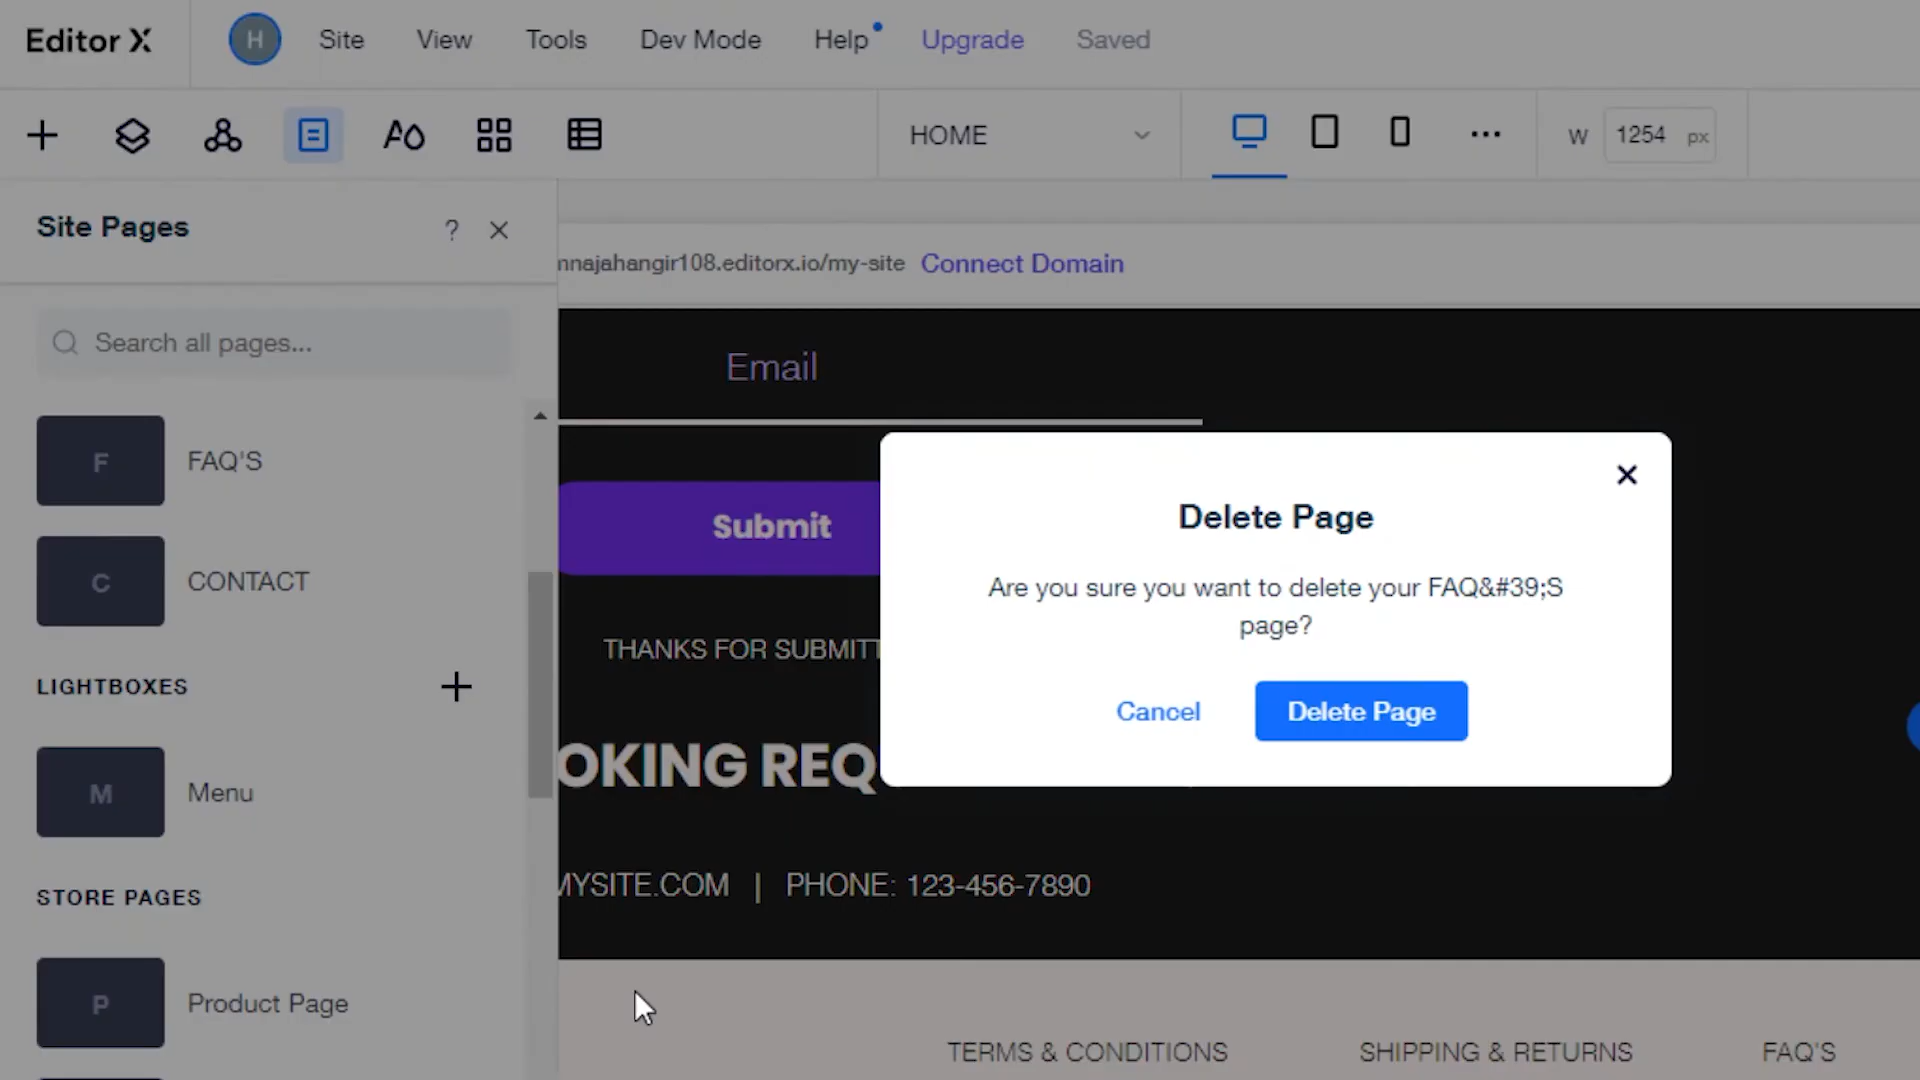 Editor X
H
Site
View
Tools
Dev Mode
Help
Upgrade
Saved
HOME
W
1254
px
Site Pages
?
nnajahangir108.editorx.io/my-site
Connect Domain
Search all pages...
Email
F
FAQ'S
Submit
Delete Page
Are you sure you want to delete your FAQ&#39;S
page?
Cancel
Delete Page
C
CONTACT
THANKS FOR SUBMITT
LIGHTBOXES
OKING REQ
M
Menu
MYSITE.COM | PHONE: 123-456-7890
STORE PAGES
P
Product Page
TERMS & CONDITIONS
SHIPPING & RETURNS
FAQ'S